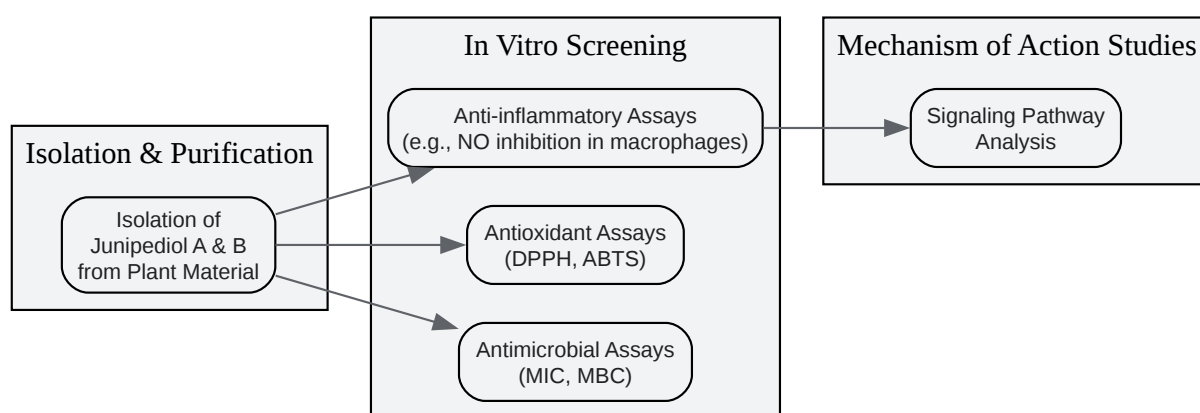 Isolation & Purification
Isolation of
Junipediol A & B
from Plant Material
In Vitro Screening
Anti-inflammatory Assays
(e.g., NO inhibition in macrophages)
Antioxidant Assays
(DPPH, ABTS)
Antimicrobial Assays
(MIC, MBC)
Mechanism of Action Studies
Signaling Pathway
Analysis